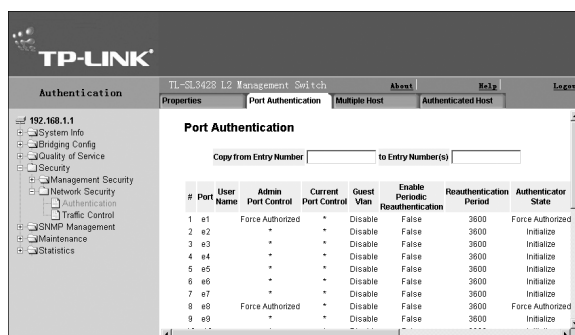 TP-LINK
Authentication
TL-SL3428 L2 Management Switch About Help Logout
Properties Port Authentication Multiple Host Authenticated Host
192.168.1.1
System Info
Bridging Config
Quality of Service
Security
Management Security
Network Security
Authentication
Traffic Control
SNMP Management
Maintenance
Statistics
Port Authentication
Copy from Entry Number to Entry Number(s)
# Port User Name Admin Port Control Current Port Control Guest Vlan Enable Periodic Reauthentication Reauthentication Period Authenticator State
1 e1 Force Authorized * Disable False 3600 Force Authorized
2 e2 * * Disable False 3600 Initialize
3 e3 * * Disable False 3600 Initialize
4 e4 * * Disable False 3600 Initialize
5 e5 * * Disable False 3600 Initialize
6 e6 * * Disable False 3600 Initialize
7 e7 * * Disable False 3600 Initialize
8 e8 Force Authorized * Disable False 3600 Force Authorized
9 e9 * * Disable False 3600 Initialize